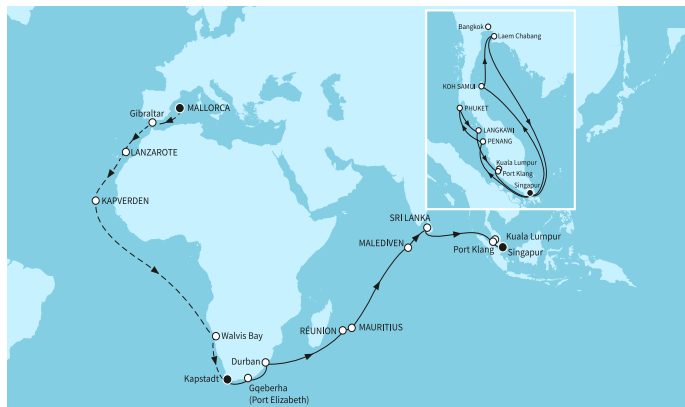 Bangkok
Laem Chabang
KOH SAMUI
PHUKET
LANGKAWI
PENANG
Kuala Lumpur
Port Klang
Singapur
MALLORCA
Gibraltar
LANZAROTE
KAPVERDEN
SRI LANKA
MALEDIVEN
Kuala Lumpur
Port Klang
Singapur
RÉUNION
MAURITIUS
Walvis Bay
Durban
Kapstadt
Gqeberha
(Port Elizabeth)